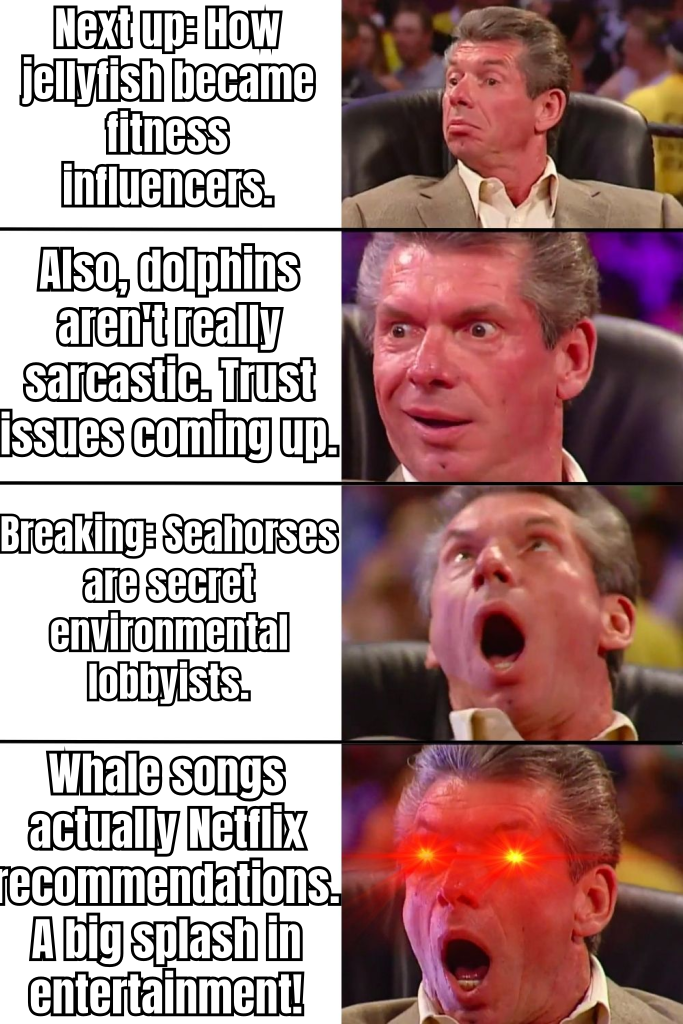 Next up: How
jellyfish became
fitness
influencers.
Also, dolphins
aren't really
sarcastic. Trust
issues coming up.
Breaking: Seahorses
are secret
environmental
lobbyists.
Whale songs
actually Netflix
recommendations.
A big splash in
entertainment!